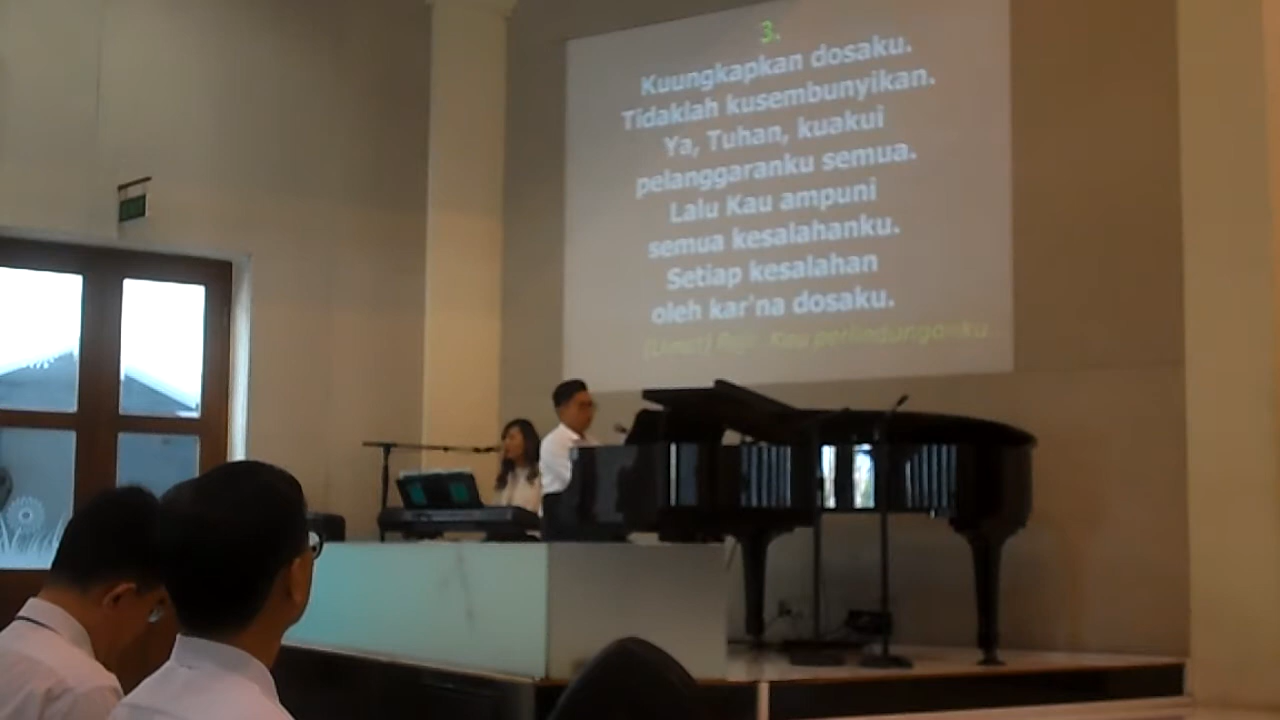 3.
Kuungkapkan dosaku.
Tidaklah kusembunyikan.
Ya, Tuhan, kuakui
pelanggaranku semua.
Lalu Kau ampuni
semua kesalahanku.
Setiap kesalahan
oleh kar'na dosaku.
(Umat) Kau perlindunganku